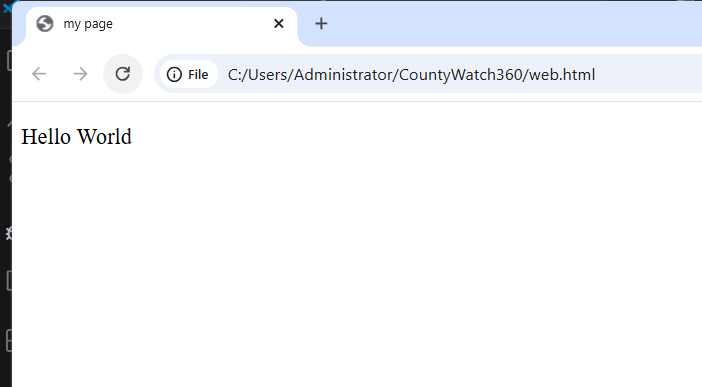 my page
File C:/Users/Administrator/CountyWatch360/web.html
Hello World